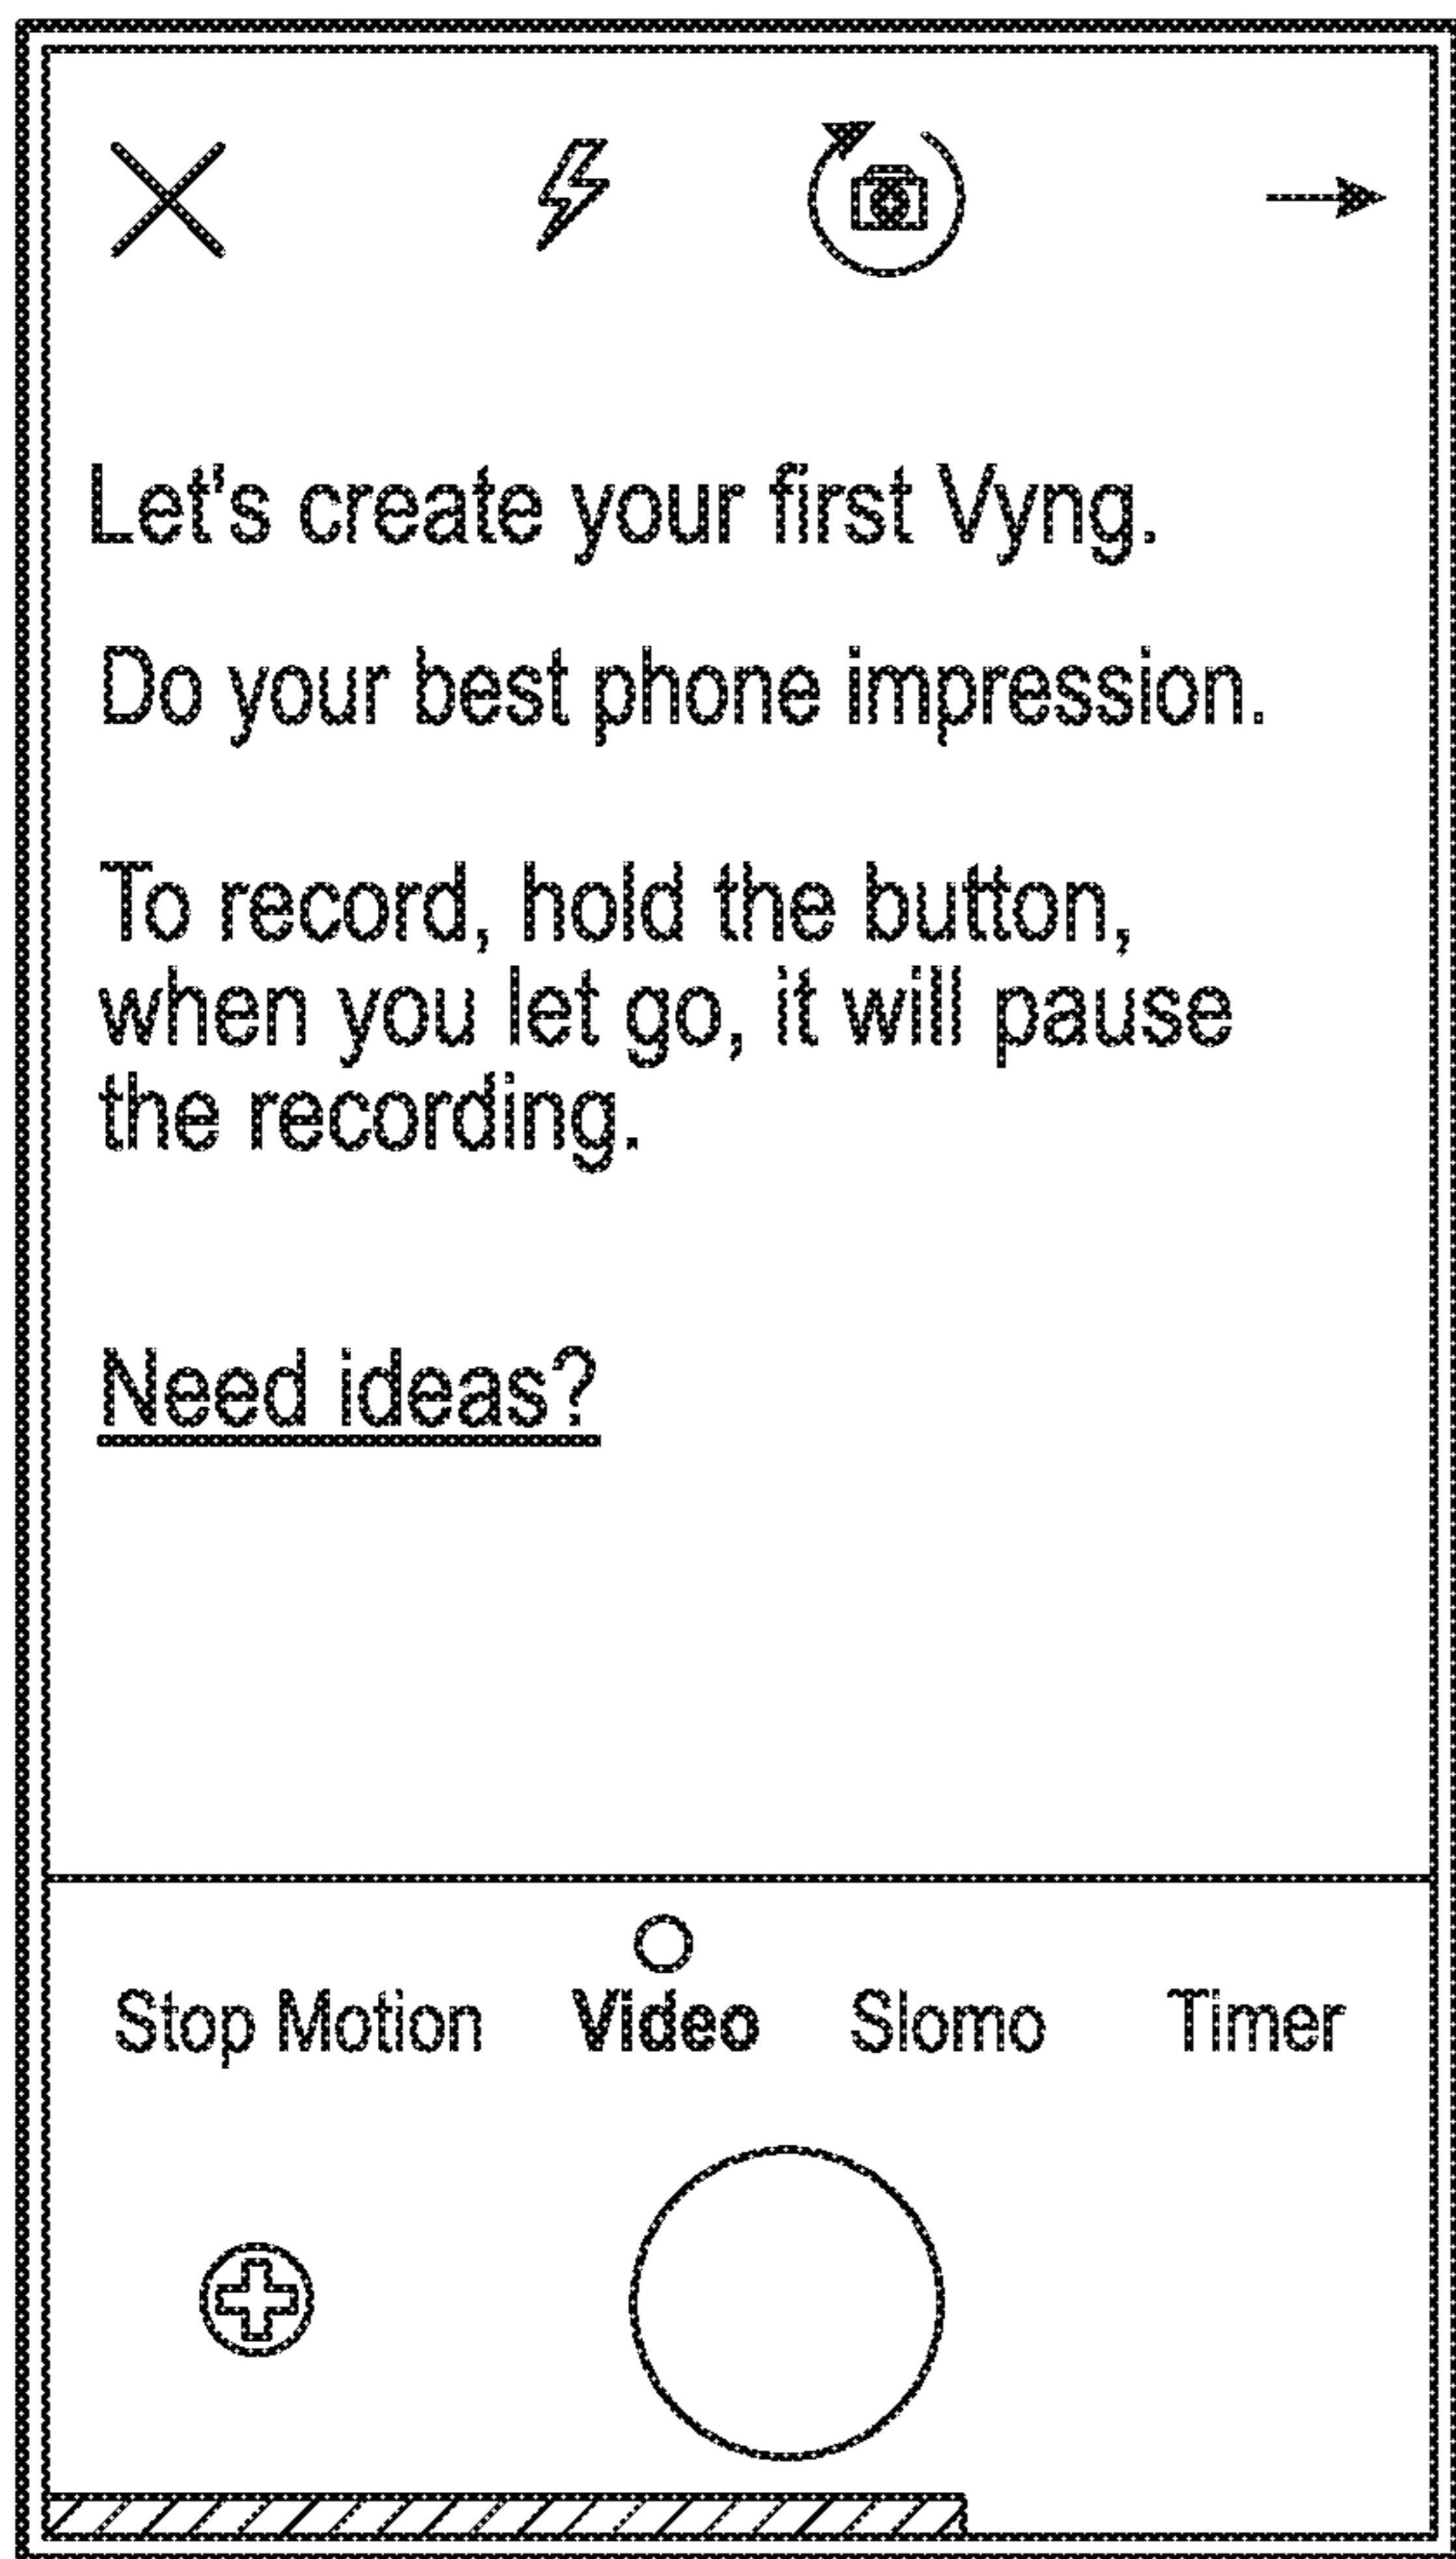 Let's create your first Vyng.
Do your best phone impression.
To record, hold the button,
when you let go, it will pause
the recording.
Need ideas?
Stop Motion Video Slomo Timer